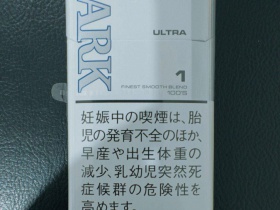 ARK
ULTRA
1
FINEST SMOOTH BLEND
100'S
妊娠中の喫煙は、胎
児の発育不全のほか、
早産や出生体重の
減少、乳幼児突然死
症候群の危険性を
高めます。